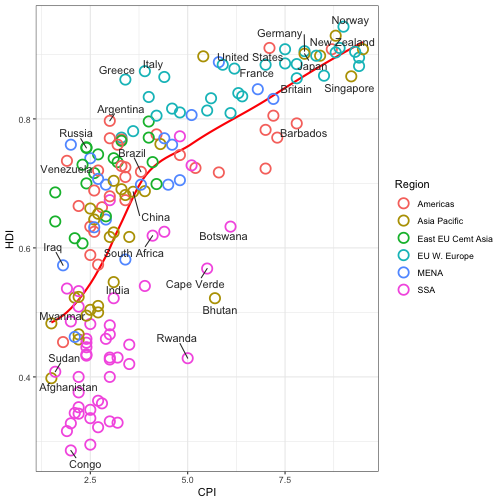 Norway
Germany
New Zealand
United States
Italy
Japan
Greece
France
Britain
Singapore
Argentina
Russia
Barbados
Brazil
Venezuela
China
Botswana
Iraq
South Africa
Cape Verde
India
Bhutan
Myanmar
Rwanda
Sudan
Afghanistan
Congo
0.8
0.6
0.4
HDI
2.5
5.0
7.5
CPI
Region
Americas
Asia Pacific
East EU Cemt Asia
EU W. Europe
MENA
SSA